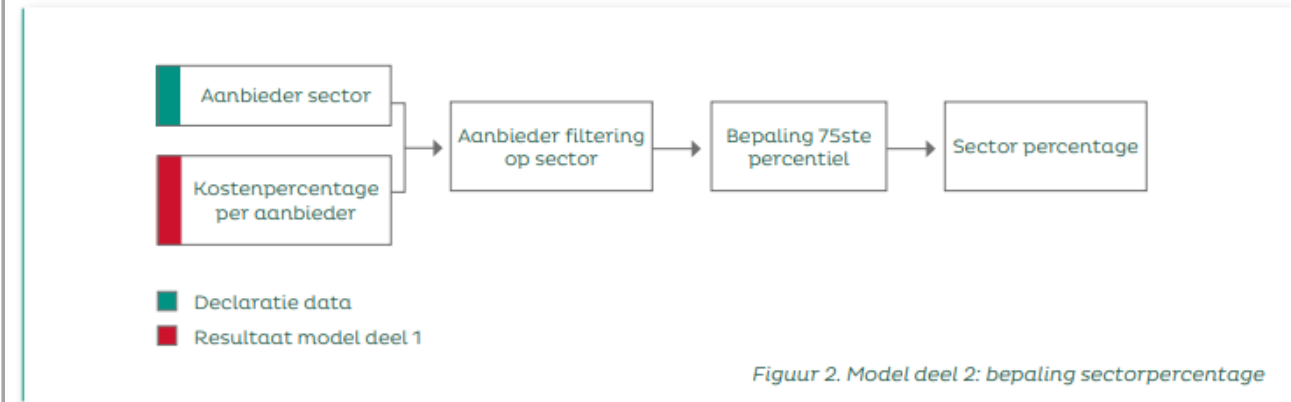 Aanbieder sector
Kostenpercentage
per aanbieder
Aanbieder filtering
op sector
Bepaling 75ste
percentiel
Sector percentage
Declaratie data
Resultaat model deel 1
Figuur 2. Model deel 2: bepaling sectorpercentage